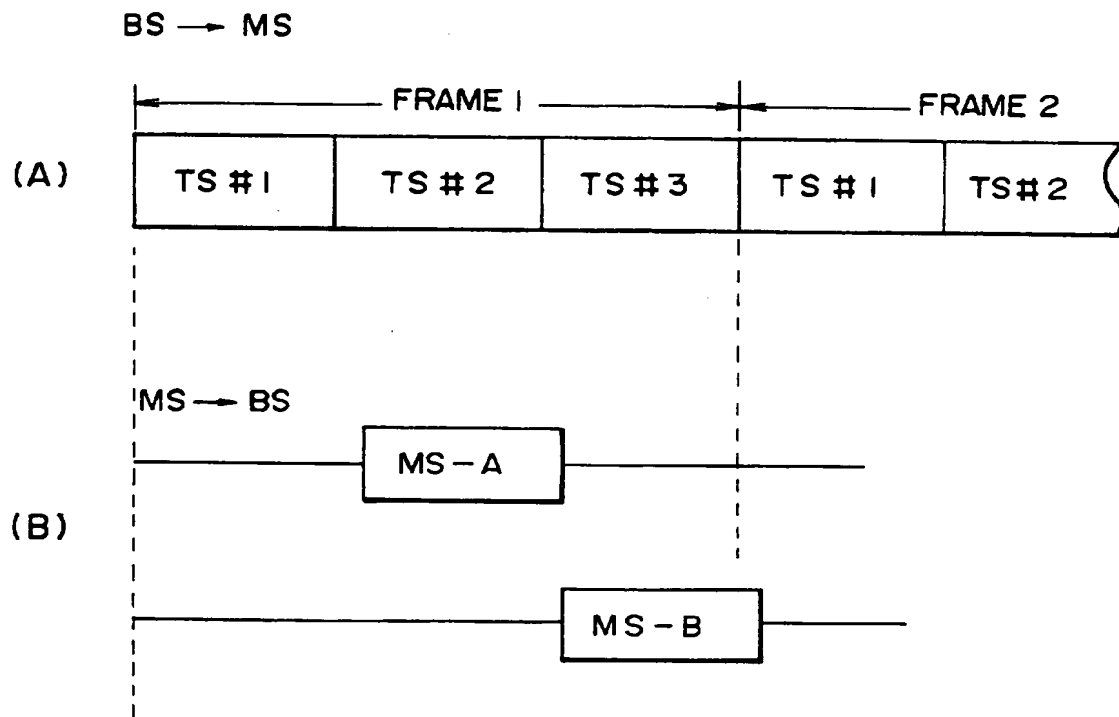 BS → MS
FRAME 1 FRAME 2
(A) TS #1 TS #2 TS #3 TS #1 TS #2
MS → BS
MS-A
(B)
MS-B